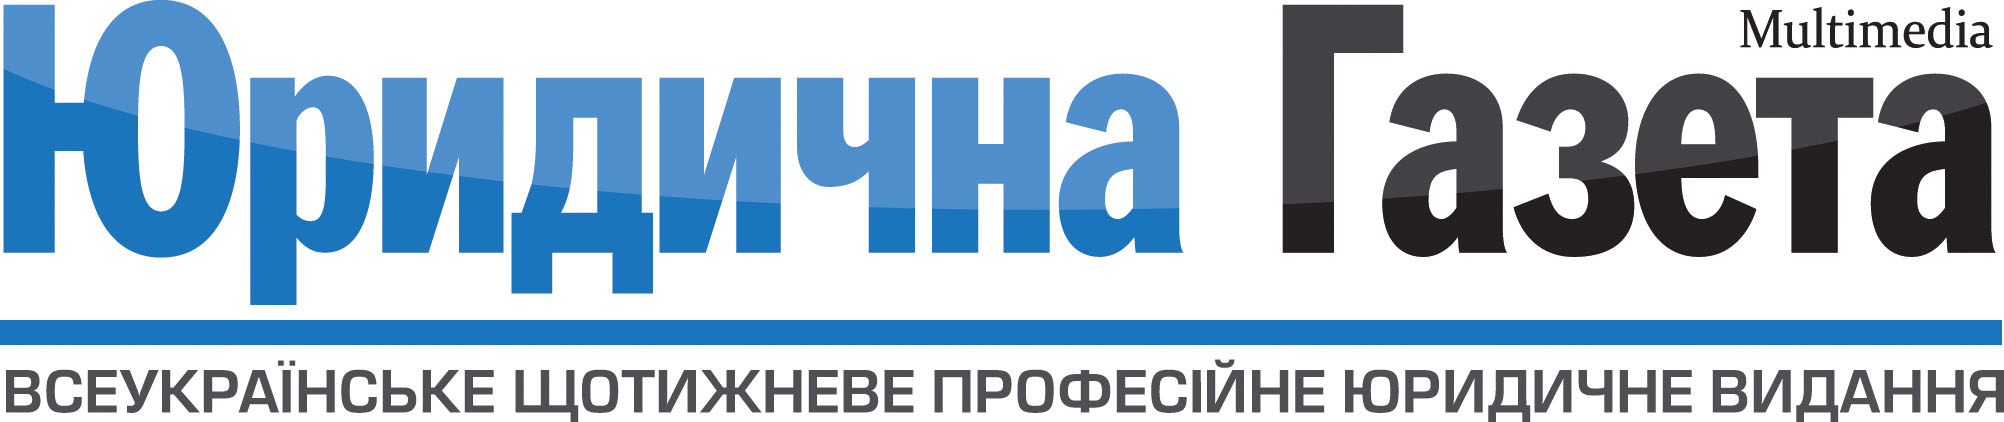 Multimedia
Юридична Газета
ВСЕУКРАЇНСЬКЕ ЩОТИЖНЕВЕ ПРОФЕСІЙНЕ ЮРИДИЧНЕ ВИДАННЯ